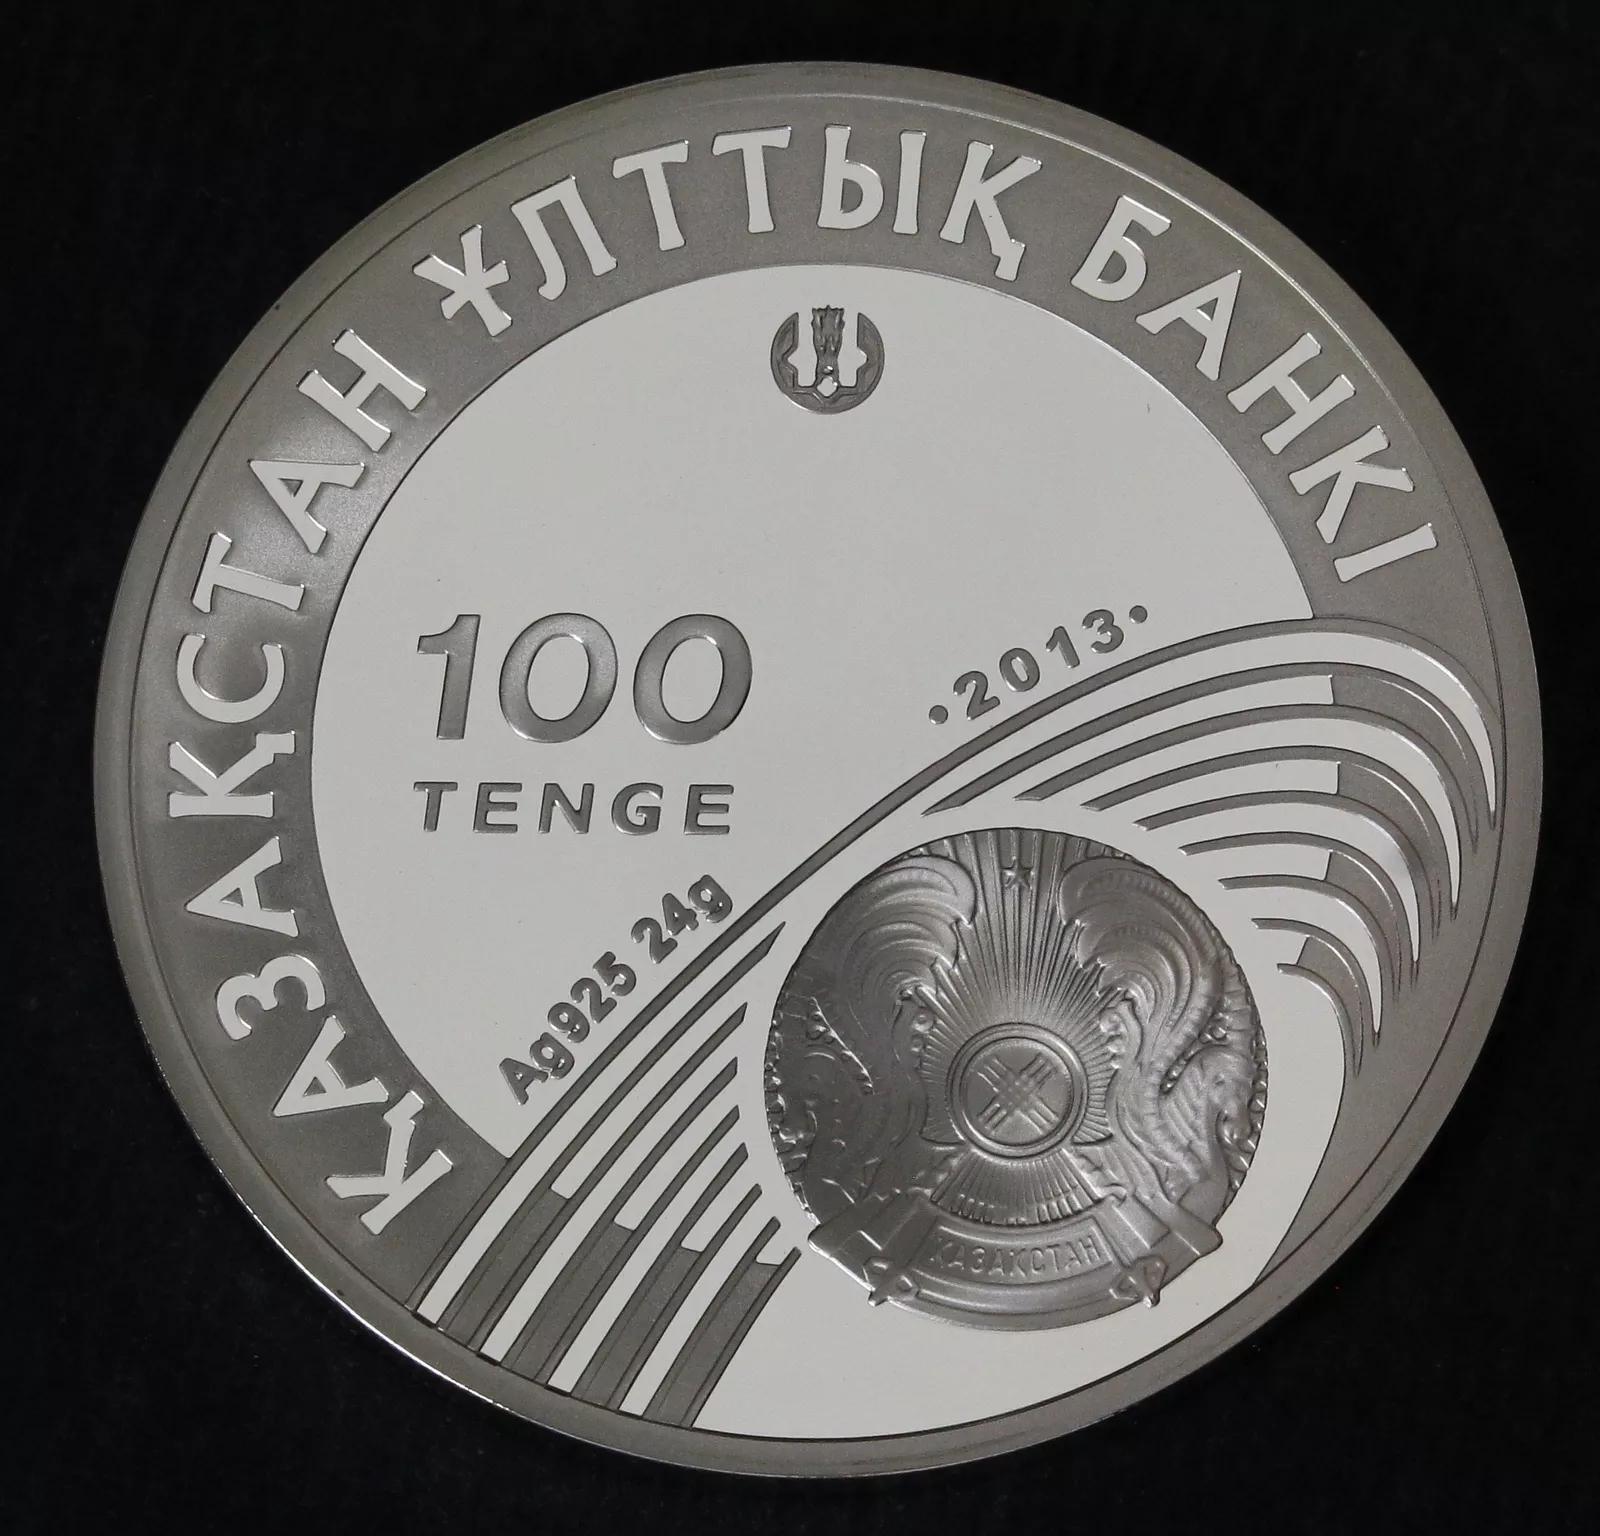 ҚАЗАҚСТАН ҰЛТТЫҚ БАНКІ
100
TENGE
•2013•
Ag925 24g
ҚАЗАҚСТАН